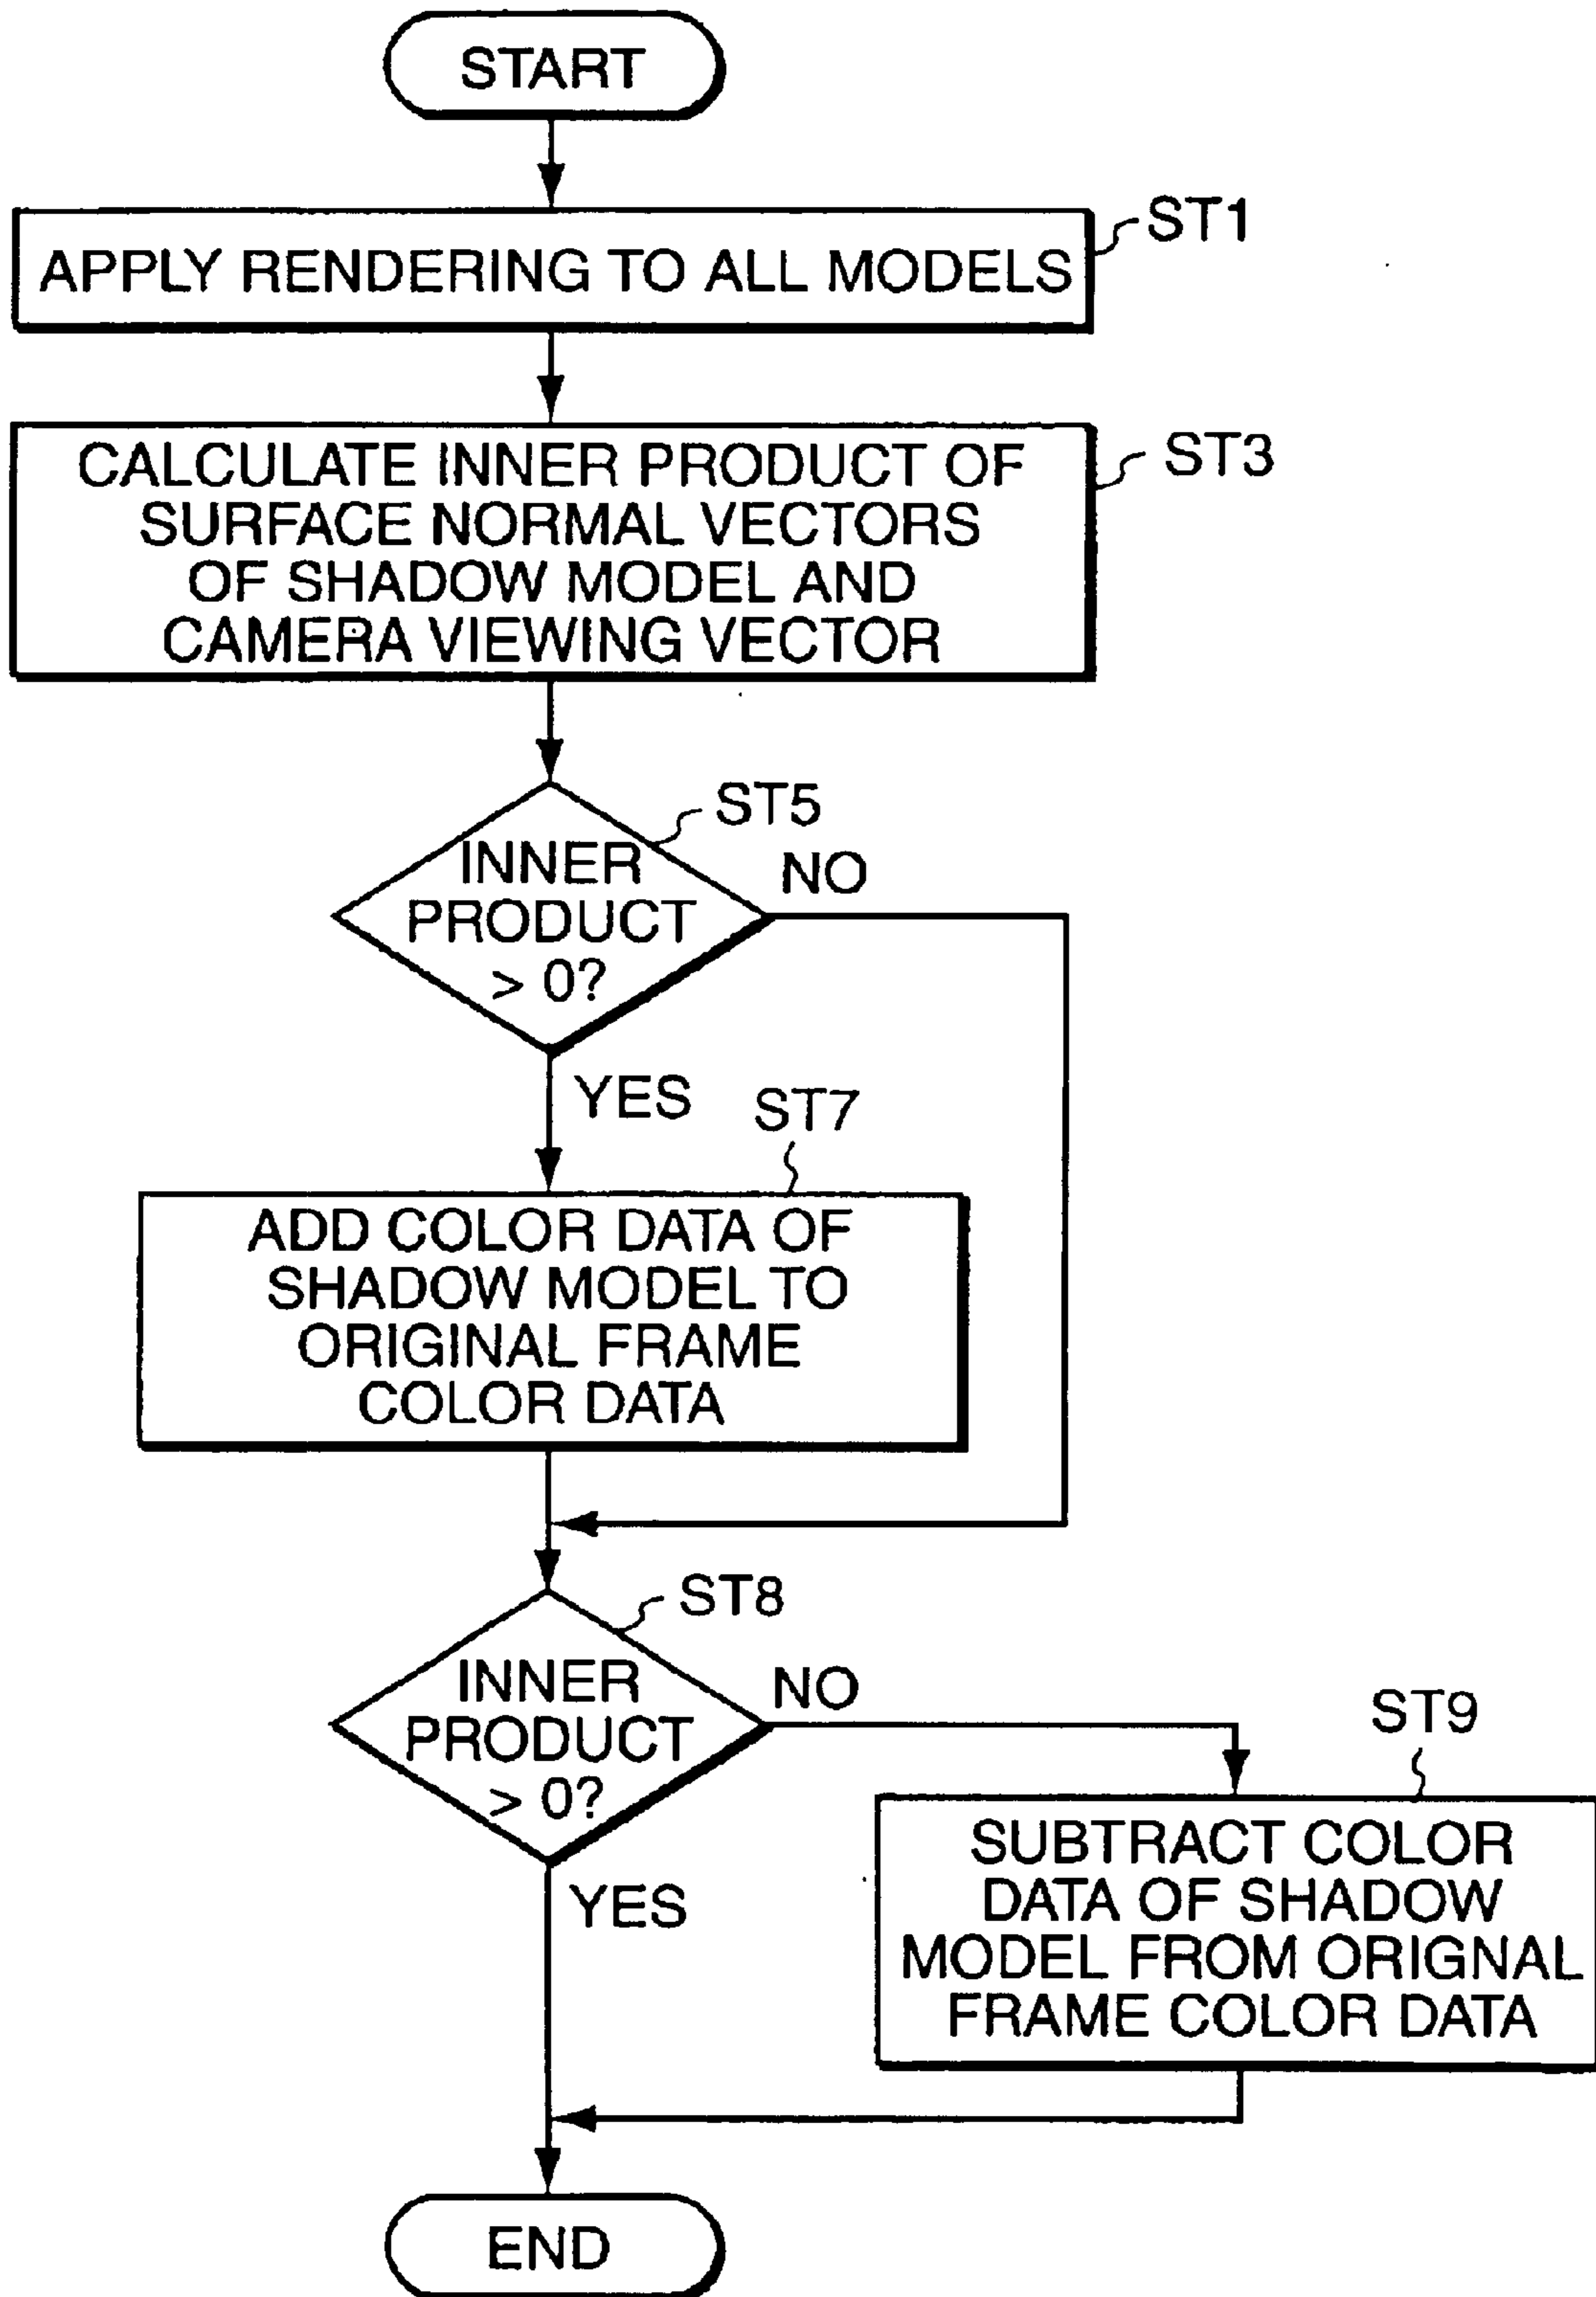 START
ST1
APPLY RENDERING TO ALL MODELS
ST3
CALCULATE INNER PRODUCT OF
SURFACE NORMAL VECTORS
OF SHADOW MODEL AND
CAMERA VIEWING VECTOR
ST5
INNER
PRODUCT
> 0?
NO
YES
ST7
ADD COLOR DATA OF
SHADOW MODEL TO
ORIGINAL FRAME
COLOR DATA
ST8
INNER
PRODUCT
> 0?
NO
YES
ST9
SUBTRACT COLOR
DATA OF SHADOW
MODEL FROM ORIGNAL
FRAME COLOR DATA
END